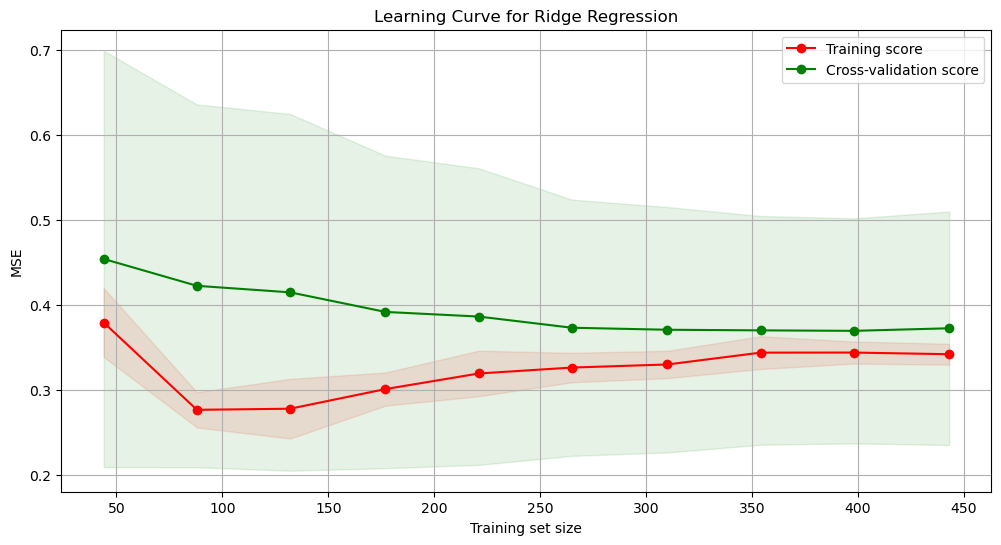 Learning Curve for Ridge Regression
Training score
Cross-validation score
MSE
0.7
0.6
0.5
0.4
0.3
0.2
50 100 150 200 250 300 350 400 450
Training set size